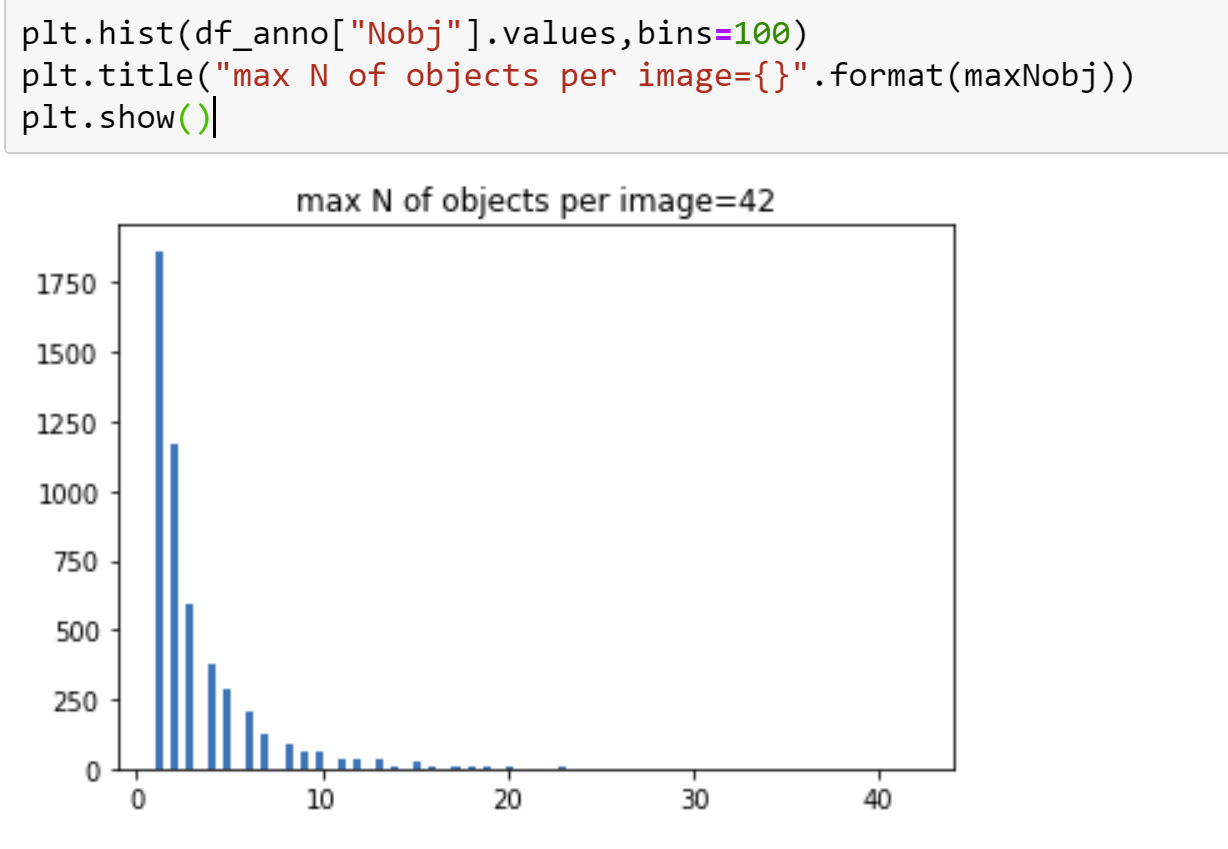 plt.hist(df_anno["Nobj"].values,bins=100)
plt.title("max N of objects per image={}".format(maxNobj))
plt.show()
max N of objects per image=42
1750
1500
1250
1000
750
500
250
0
0 10 20 30 40